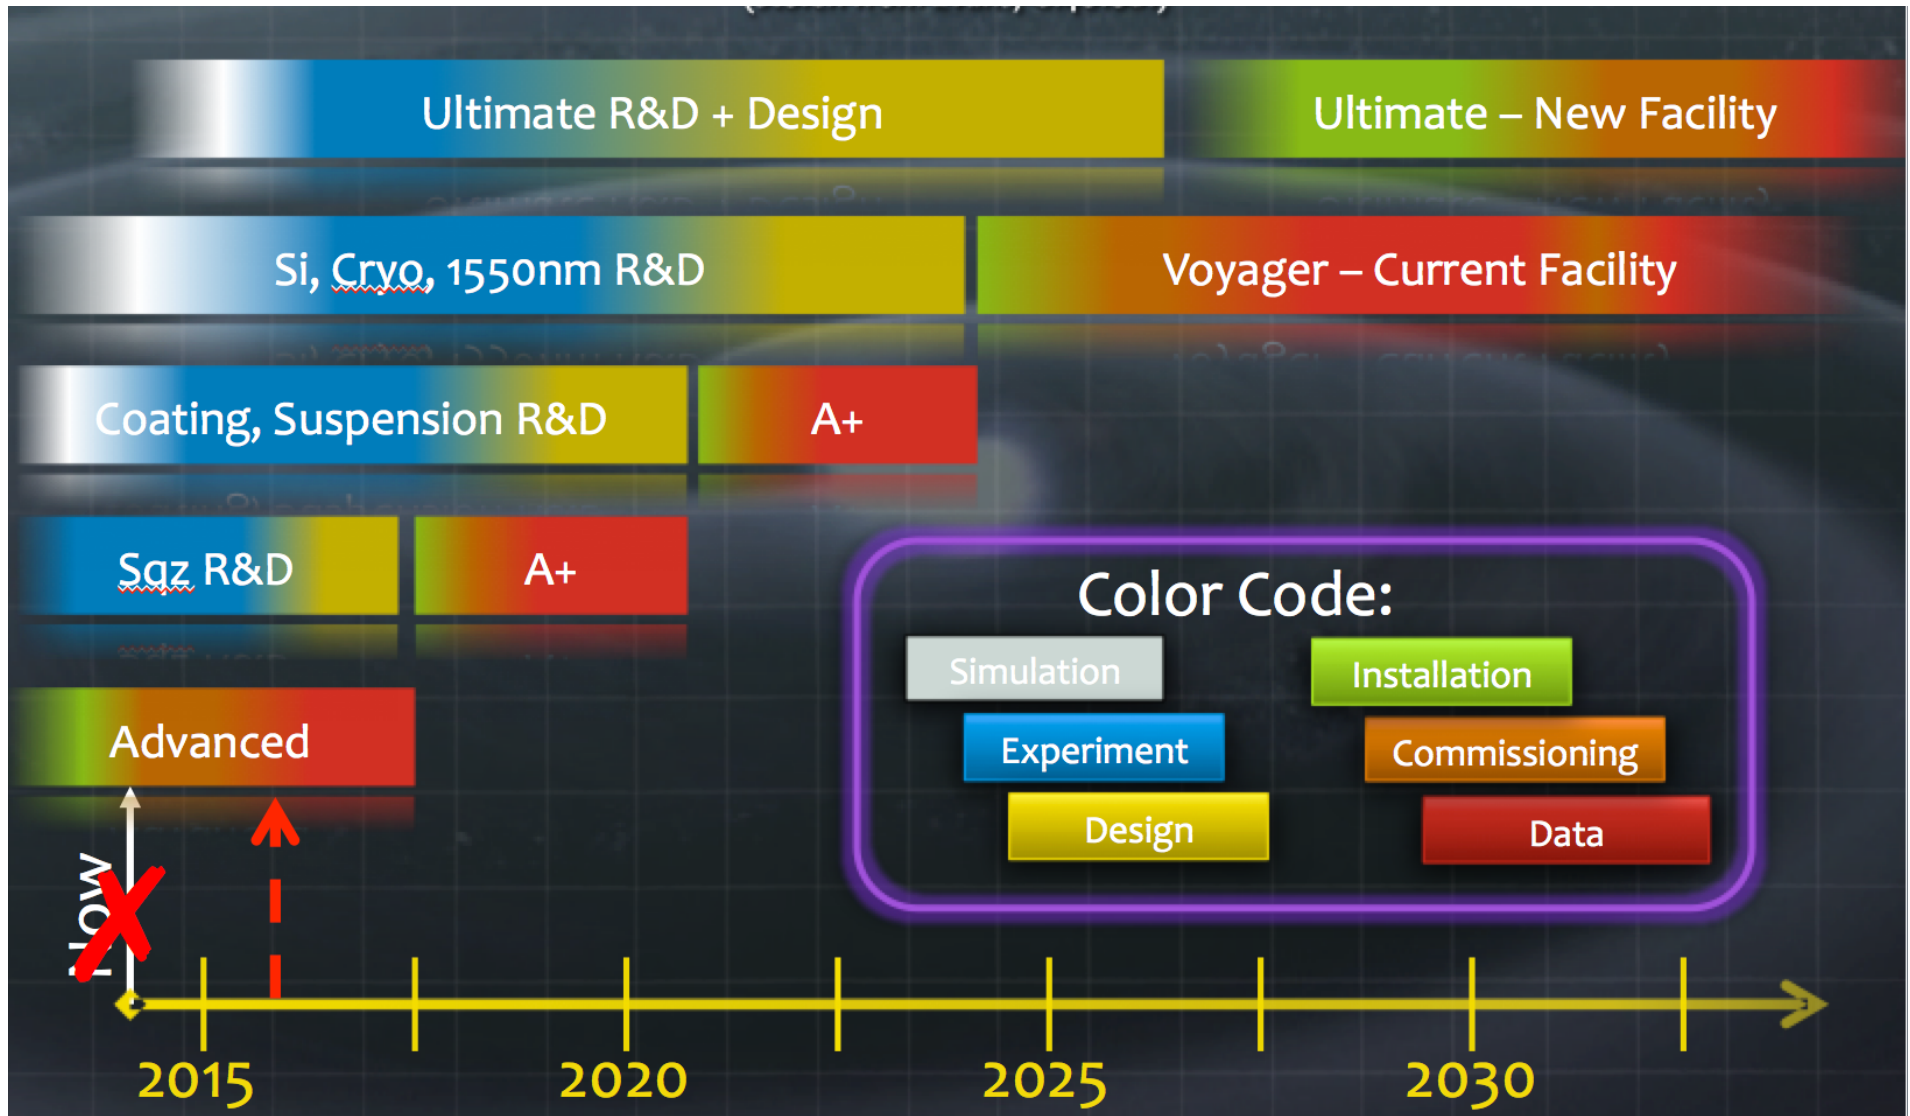 Ultimate R&D + Design
Ultimate – New Facility
Si, Cryo, 1550nm R&D
Voyager – Current Facility
Coating, Suspension R&D
A+
Sqz R&D
A+
Advanced
Color Code:
Simulation
Installation
Experiment
Commissioning
Design
Data
Now
2015
2020
2025
2030